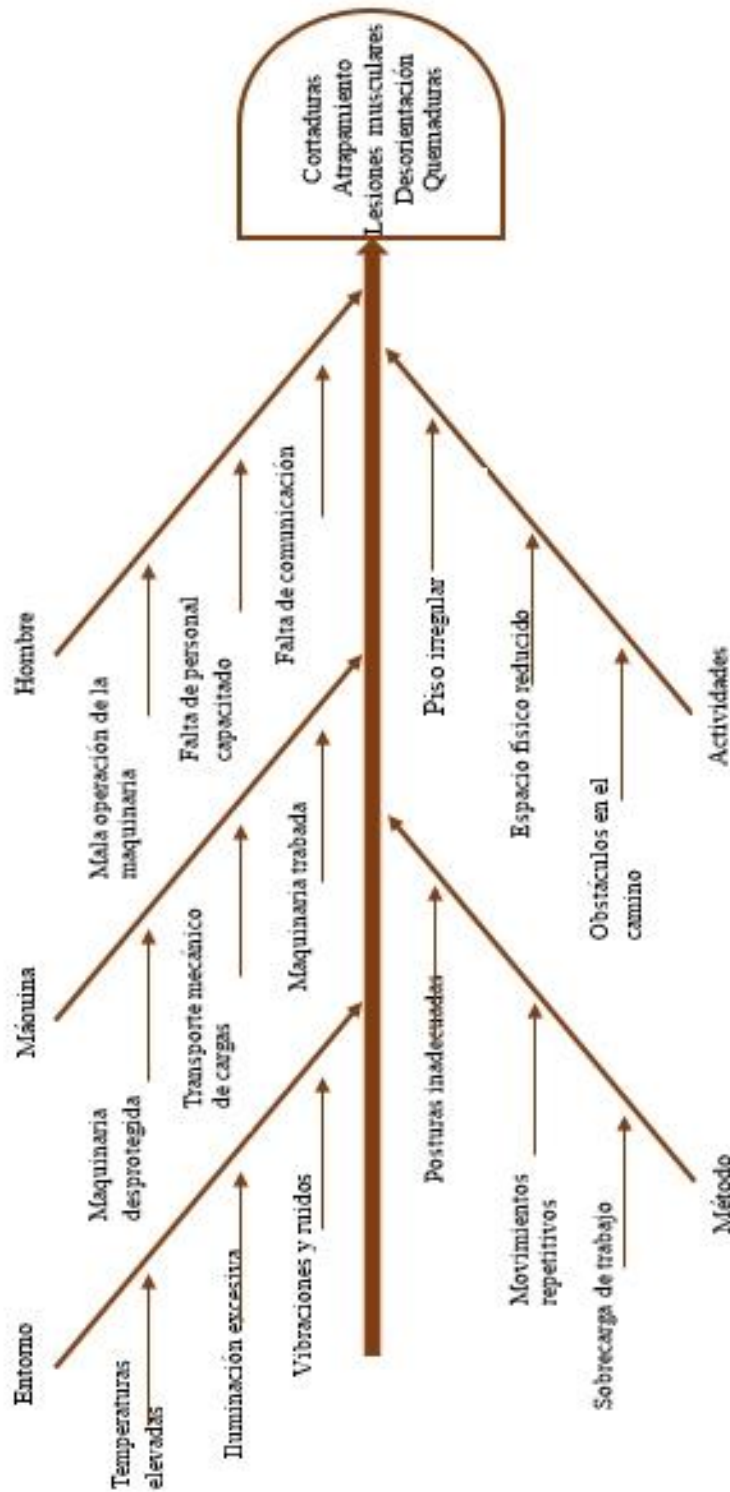 Entorno
Temperaturas
elevadas
Iluminación excesiva
Vibraciones y ruidos
Máquina
Maquinaria
desprotegida
Transporte mecánico
de cargas
Maquinaria trabada
Hombre
Mala operación de la
maquinaria
Falta de personal
capacitado
Falta de comunicación
Posturas inadecuadas
Movimientos
repetitivos
Sobrecarga de trabajo
Método
Piso irregular
Espacio físico reducido
Obstáculos en el
camino
Actividades
Cortaduras
Atrapamiento
Lesiones musculares
Desorientación
Quemaduras